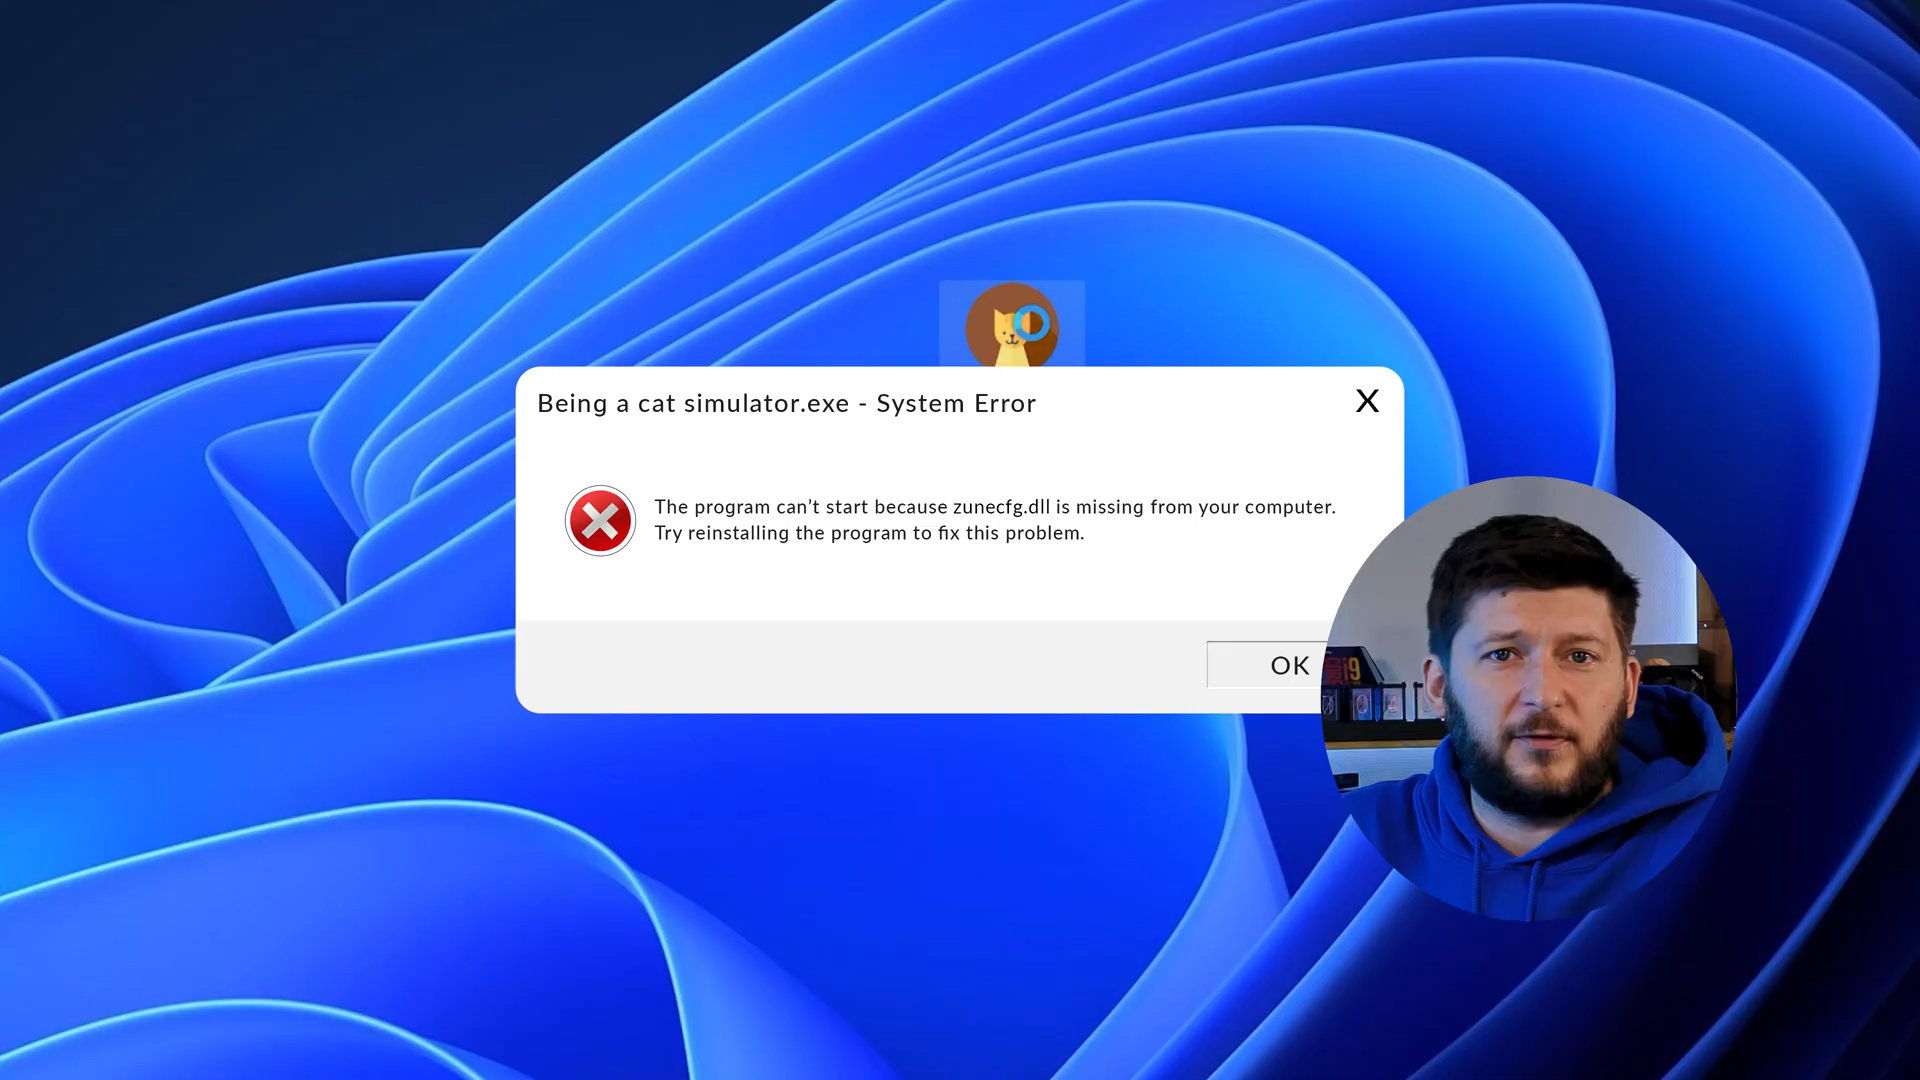 Being a cat simulator.exe - System Error
X
The program can’t start because zunecfg.dll is missing from your computer.
Try reinstalling the program to fix this problem.
OK
i9